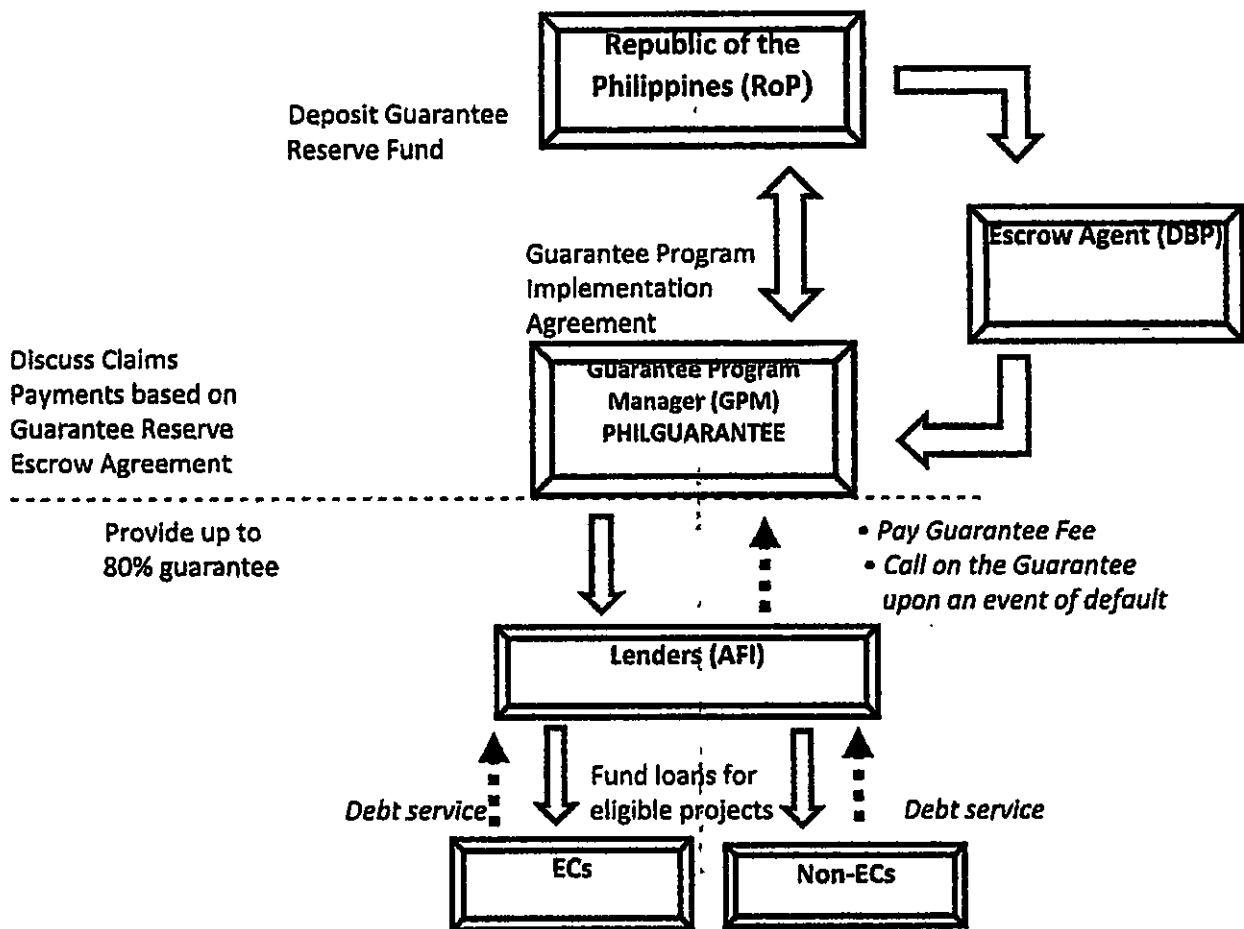 Republic of the
Philippines (RoP)
Deposit Guarantee
Reserve Fund
Escrow Agent (DBP)
Guarantee Program
Implementation
Agreement
Discuss Claims
Payments based on
Guarantee Reserve
Escrow Agreement
Guarantee Program
Manager (GPM)
PHILGUARANTEE
Provide up to
80% guarantee
▪ Pay Guarantee Fee
▪ Call on the Guarantee
upon an event of default
Lenders (AFI)
Fund loans for
eligible projects
Debt service
Debt service
ECs
Non-ECs